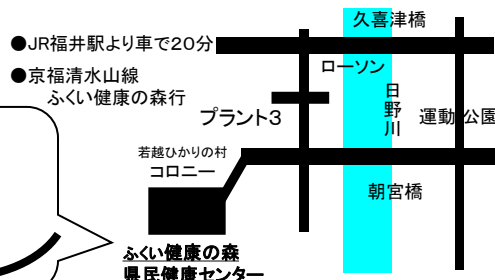 久喜津橋
●JR福井駅より車で20分
ローソン
●京福清水山線
ふくい健康の森行
日野川
プラント3
運動公園
若越ひかりの村
コロニー
朝宮橋
ふくい健康の森
県民健康センター